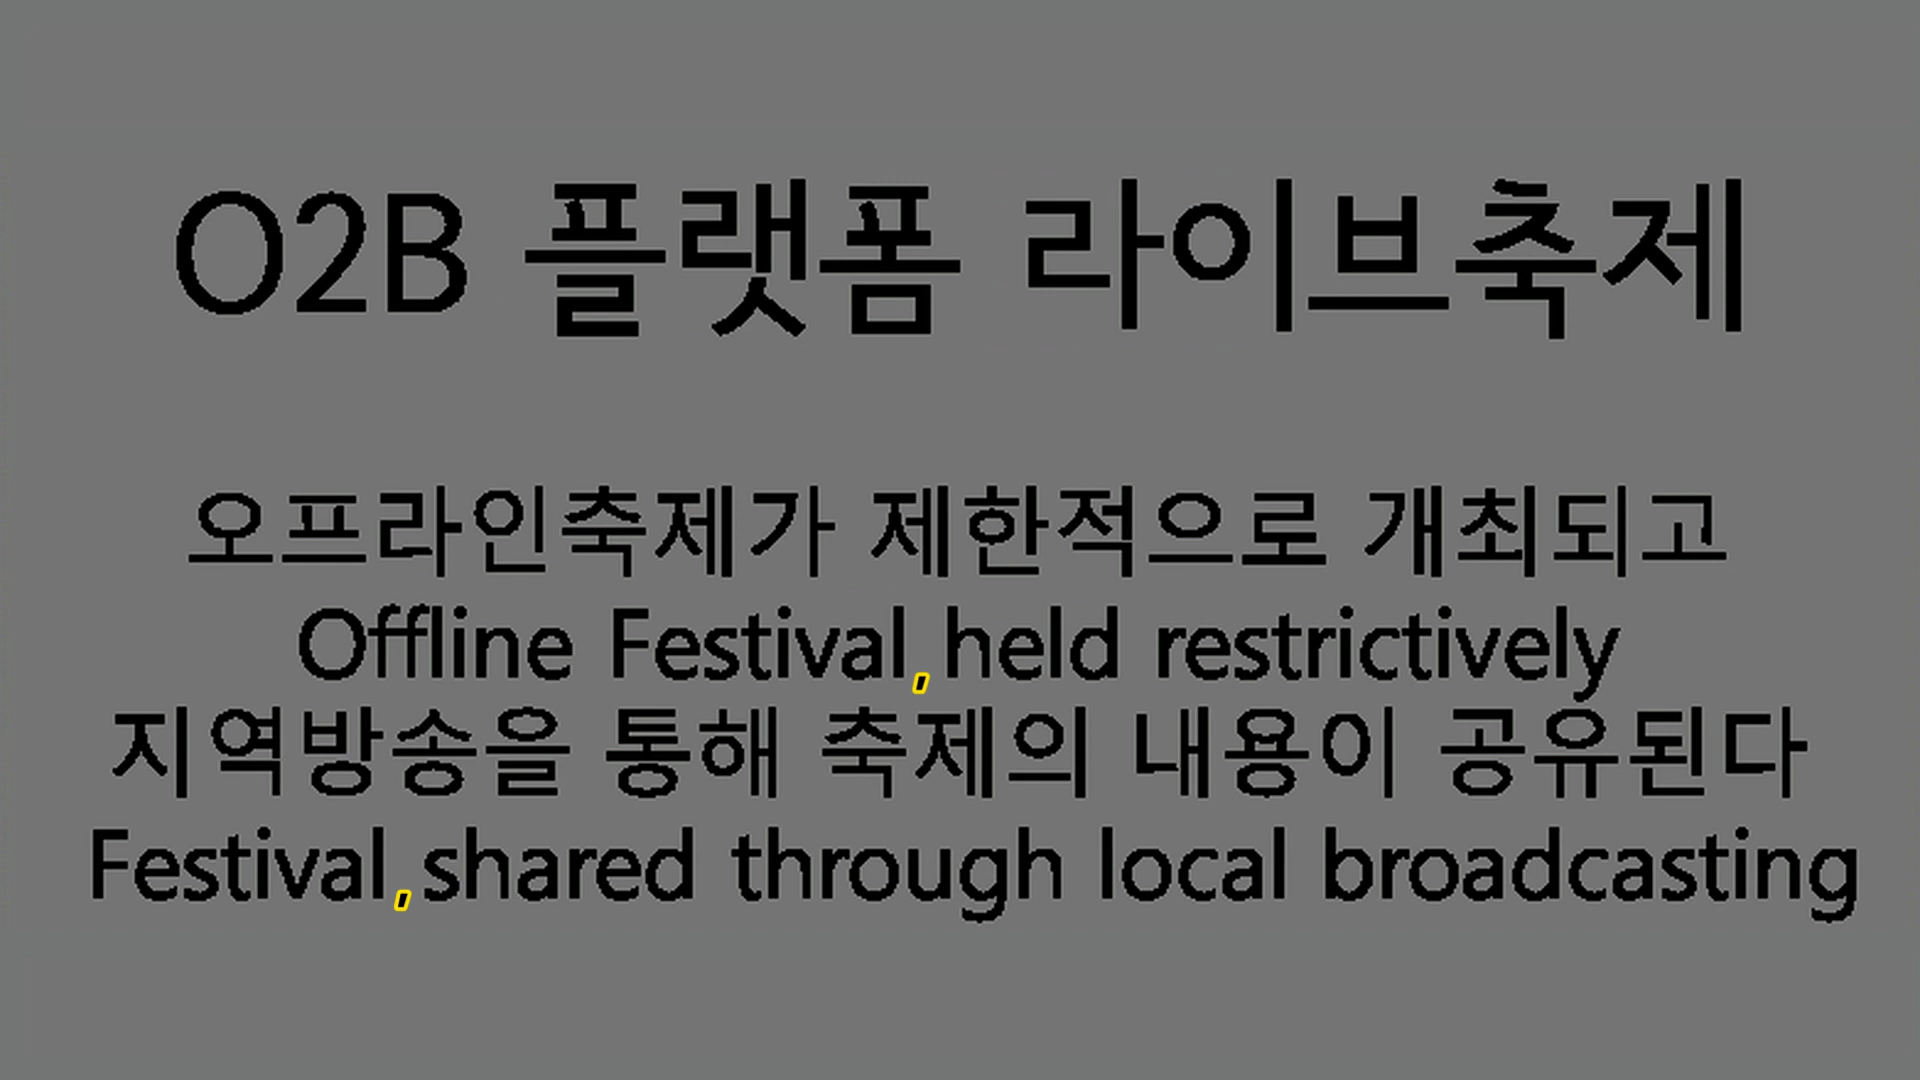 O2B 플랫폼 라이브축제
오프라인축제가 제한적으로 개최되고
Offline Festival, held restrictively
지역방송을 통해 축제의 내용이 공유된다
Festival, shared through local broadcasting